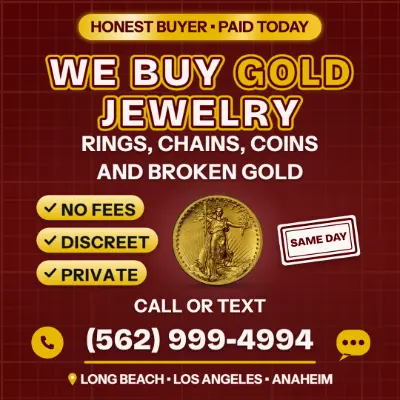 HONEST BUYER • PAID TODAY
WE BUY GOLD
JEWELRY
RINGS, CHAINS, COINS
AND BROKEN GOLD
NO FEES
DISCREET
PRIVATE
SAME DAY
CALL OR TEXT
(562) 999-4994
LONG BEACH • LOS ANGELES • ANAHEIM